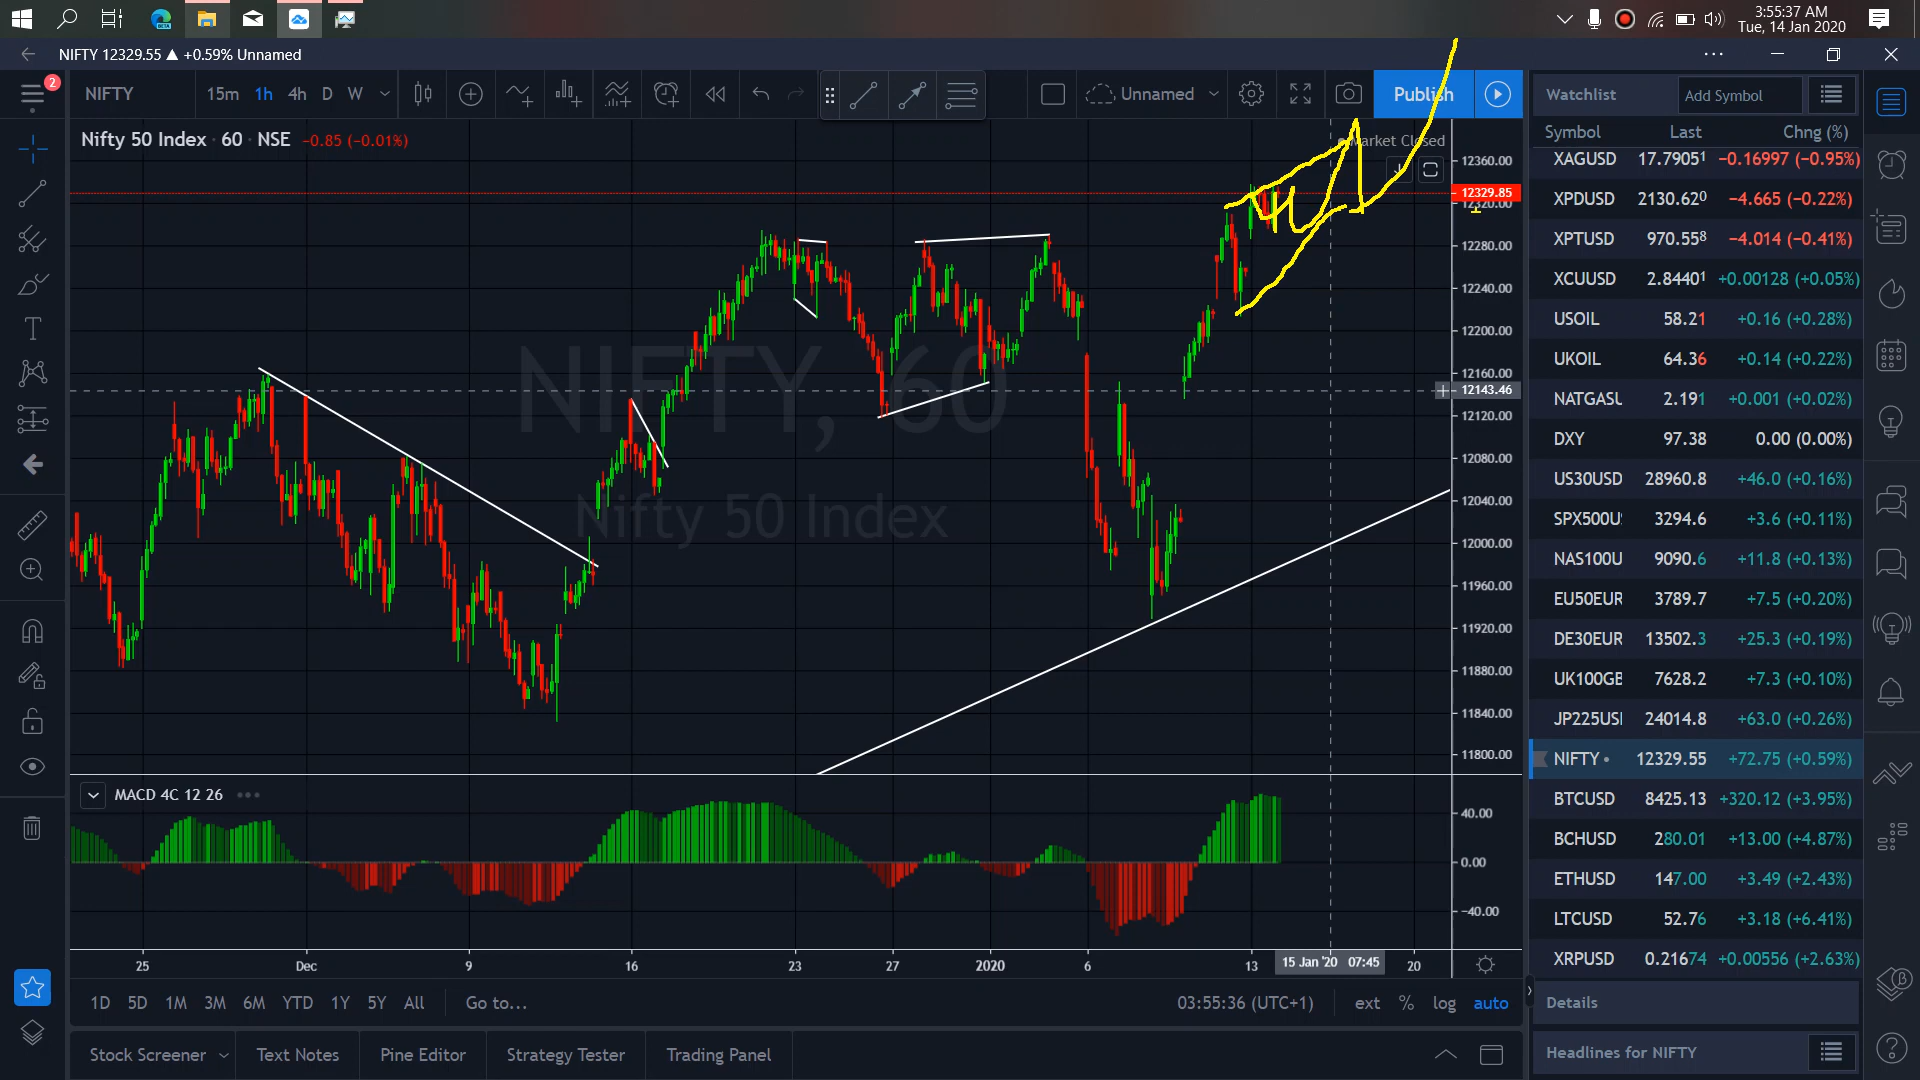 3:55:37 AM
Tue, 14 Jan 2020
NIFTY 12329.55 ▲ +0.59% Unnamed
2
NIFTY 15m 1h 4h D W Unnamed Publish
Watchlist Add Symbol
Nifty 50 Index · 60 · NSE −0.85 (−0.01%)
Market Closed
Symbol Last Chng (%)
XAGUSD 17.7905¹ −0.16997 (−0.95%)
XPDUSD 2130.62⁰ −4.665 (−0.22%)
XPTUSD 970.55⁸ −4.014 (−0.41%)
XCUUSD 2.8440¹ +0.00128 (+0.05%)
USOIL 58.21 +0.16 (+0.28%)
UKOIL 64.36 +0.14 (+0.22%)
NATGASU 2.191 +0.001 (+0.02%)
DXY 97.38 0.00 (0.00%)
US30USD 28960.8 +46.0 (+0.16%)
SPX500U 3294.6 +3.6 (+0.11%)
NAS100U 9090.6 +11.8 (+0.13%)
EU50EUR 3789.7 +7.5 (+0.20%)
DE30EUR 13502.3 +25.3 (+0.19%)
UK100GB 7628.2 +7.3 (+0.10%)
JP225US 24014.8 +63.0 (+0.26%)
NIFTY • 12329.55 +72.75 (+0.59%)
BTCUSD 8425.13 +320.12 (+3.95%)
BCHUSD 280.01 +13.00 (+4.87%)
ETHUSD 147.00 +3.49 (+2.43%)
LTCUSD 52.76 +3.18 (+6.41%)
XRPUSD 0.21674 +0.00556 (+2.63%)
Details
Headlines for NIFTY
12360.00
12329.85
12320.00
12280.00
12240.00
12200.00
12160.00
12143.46
12120.00
12080.00
12040.00
12000.00
11960.00
11920.00
11880.00
11840.00
11800.00
NIFTY, 60
Nifty 50 Index
MACD 4C 12 26
40.00
0.00
−40.00
25 Dec 9 16 23 27 2020 6 13 15 Jan '20 07:45 20
1D 5D 1M 3M 6M YTD 1Y 5Y All Go to... 03:55:36 (UTC+1) ext % log auto
Stock Screener Text Notes Pine Editor Strategy Tester Trading Panel